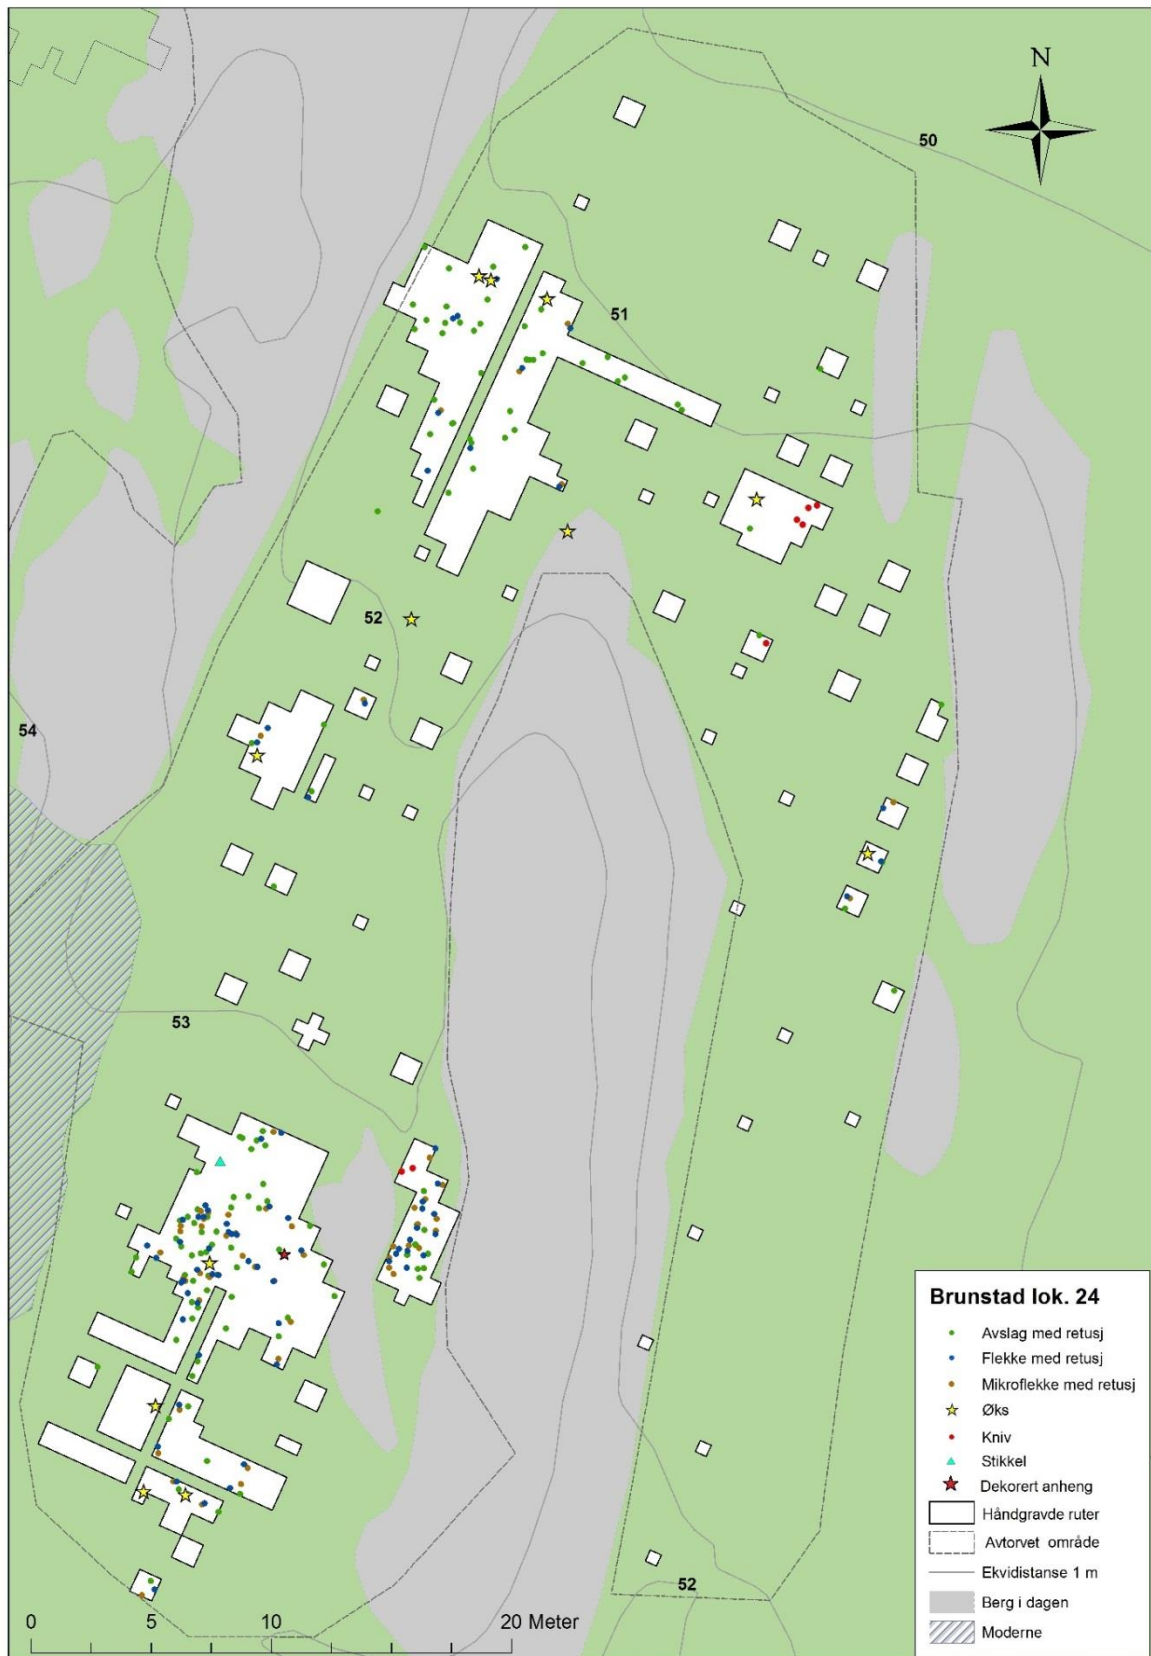 N
50
51
52
54
53
52
Brunstad lok. 24
Avslag med retusj
Flekke med retusj
Mikroflekke med retusj
Øks
Kniv
Stikkel
Dekorert anheng
Håndgravde ruter
Avtorvet område
Ekvidistanse 1 m
Berg i dagen
Moderne
0 5 10 20 Meter